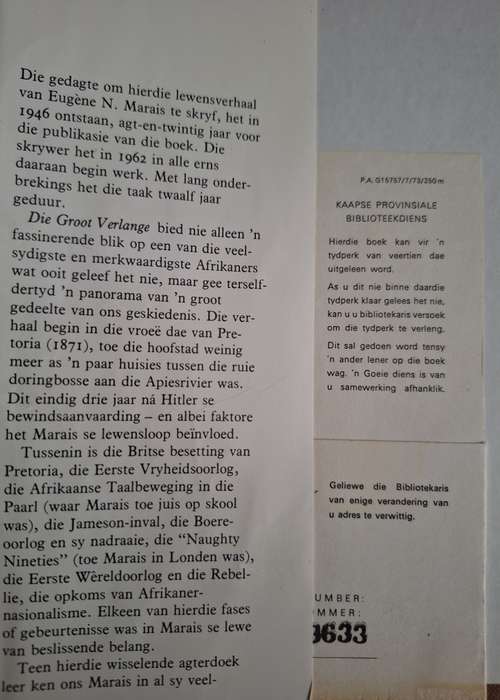 Die gedagte om hierdie lewensverhaal
van Eugène N. Marais te skryf, het in
1946 ontstaan, agt-en-twintig jaar voor
die publikasie van die boek. Die
skrywer het in 1962 in alle erns
daaraan begin werk. Met lang onder-
brekings het die taak twaalf jaar
geduur.
Die Groot Verlange bied nie alleen 'n
fassinerende blik op een van die veel-
sydigste en merkwaardigste Afrikaners
wat ooit geleef het nie, maar gee terself-
dertyd 'n panorama van 'n groot
gedeelte van ons geskiedenis. Die ver-
haal begin in die vroeë dae van Pre-
toria (1871), toe die hoofstad weinig
meer as 'n paar huisies tussen die ruie
doringbosse aan die Apiesrivier was.
Dit eindig drie jaar ná Hitler se
bewindsaanvaarding – en albei faktore
het Marais se lewensloop beïnvloed.
Tussenin is die Britse besetting van
Pretoria, die Eerste Vryheidsoorlog,
die Afrikaanse Taalbeweging in die
Paarl (waar Marais toe juis op skool
was), die Jameson-inval, die Boere-
oorlog en sy nadraaie, die “Naughty
Nineties” (toe Marais in Londen was),
die Eerste Wêreldoorlog en die Rebel-
lie, die opkoms van Afrikaner-
nasionalisme. Elkeen van hierdie fases
of gebeurtenisse was in Marais se lewe
van beslissende belang.
Teen hierdie wisselende agterdoek
leer ken ons Marais in al sy veel-
P.A. G15757/7/73/250m
KAAPSE PROVINSIALE
BIBLIOTEEKDIENS
Hierdie boek kan vir 'n
tydperk van veertien dae
uitgeleen word.
As u dit nie binne daardie
tydperk klaar gelees het nie,
kan u u bibliotekaris versoek
om die tydperk te verleng.
Dit sal gedoen word tensy
'n ander lener op die boek
wag. 'n Goeie diens is van
u samewerking afhanklik.
Geliewe die Bibliotekaris
van enige verandering van
u adres te verwittig.
UMBER:
OMMER:
9633